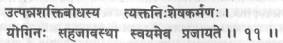 उत्पन्नशक्तिबोधस्य त्यक्तनिःशेषकर्मणः ।
योगिनः सहजावस्था स्वयमेव प्रजायते ॥ ११ ॥